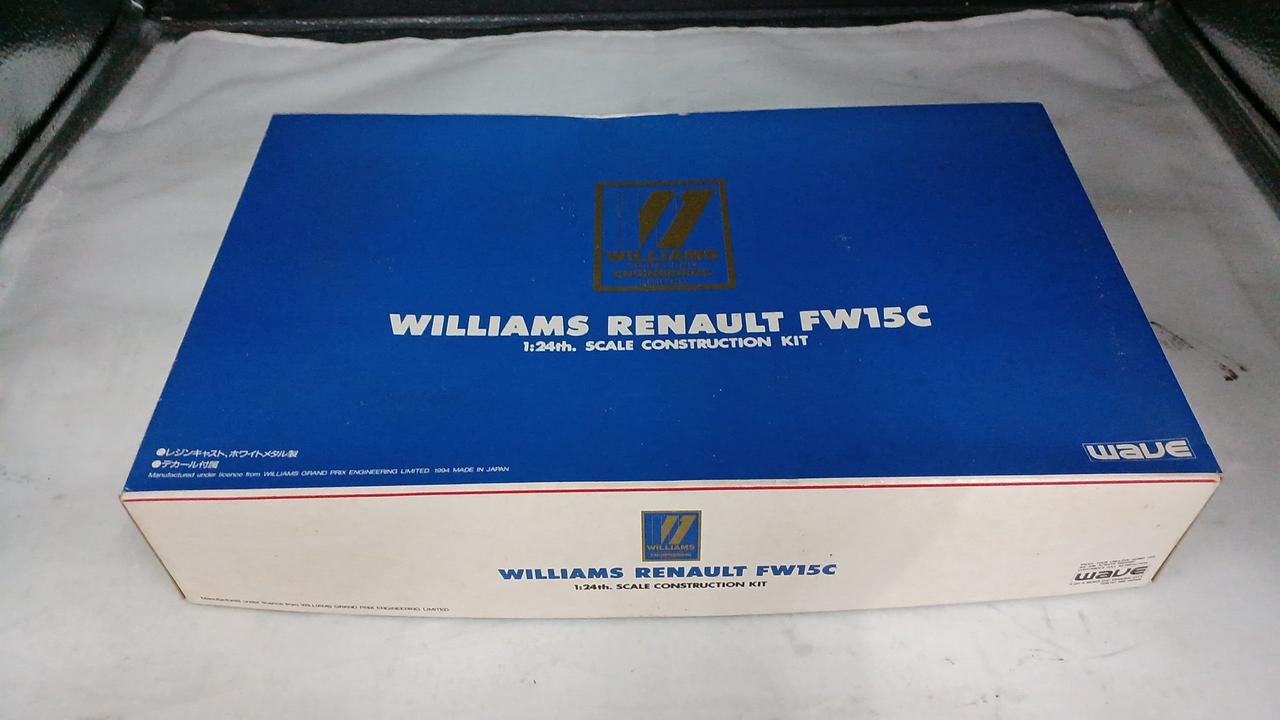 WILLIAMS
ENGINEERING
WILLIAMS RENAULT FW15C
1:24th. SCALE CONSTRUCTION KIT
●レジンキャスト、ホワイトメタル製
●デカール付属
Manufactured under licence from WILLIAMS GRAND PRIX ENGINEERING LIMITED. 1994 MADE IN JAPAN
wave
WILLIAMS
ENGINEERING
WILLIAMS RENAULT FW15C
1:24th. SCALE CONSTRUCTION KIT
Manufactured under licence from WILLIAMS GRAND PRIX ENGINEERING LIMITED.
wave